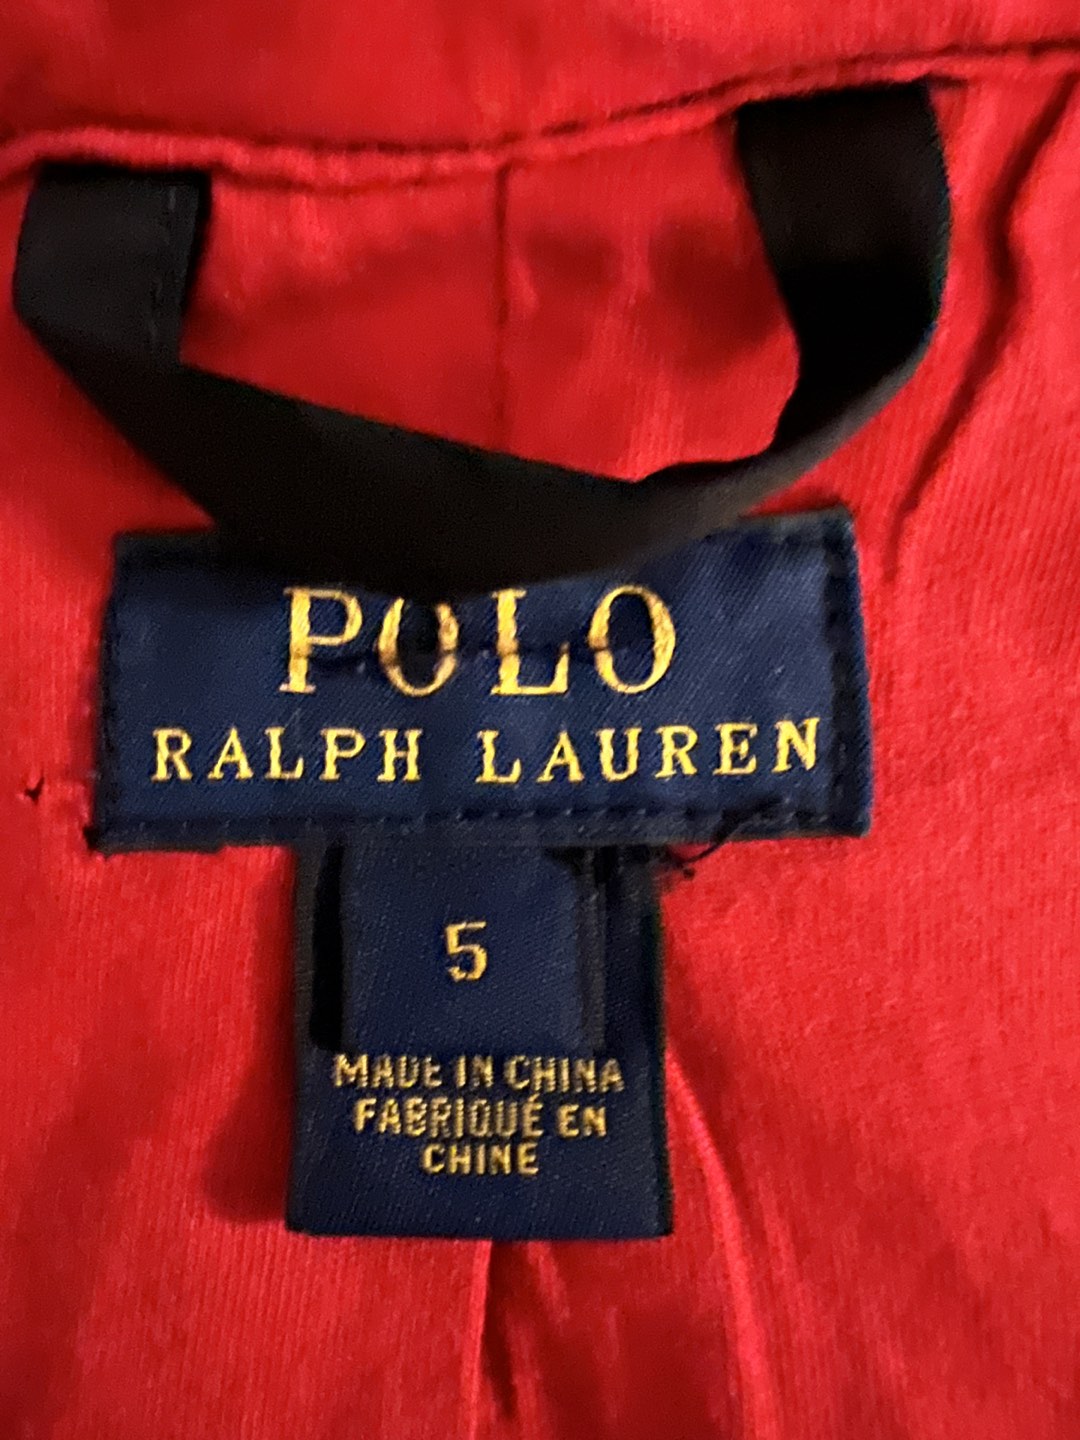 POLO
RALPH LAUREN
5
MADE IN CHINA
FABRIQUÉ EN
CHINE